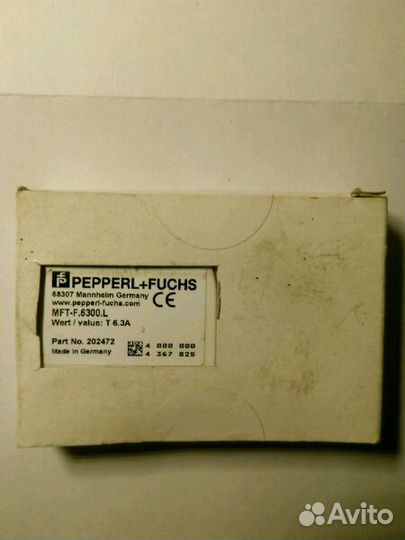 PEPPERL+FUCHS
68307 Mannheim Germany
www.pepperl-fuchs.com
CE
MFT-F.6300.L
Wert / value: T 6.3A
Part No. 202472
Made in Germany
4 000 000
4 367 825
Avito